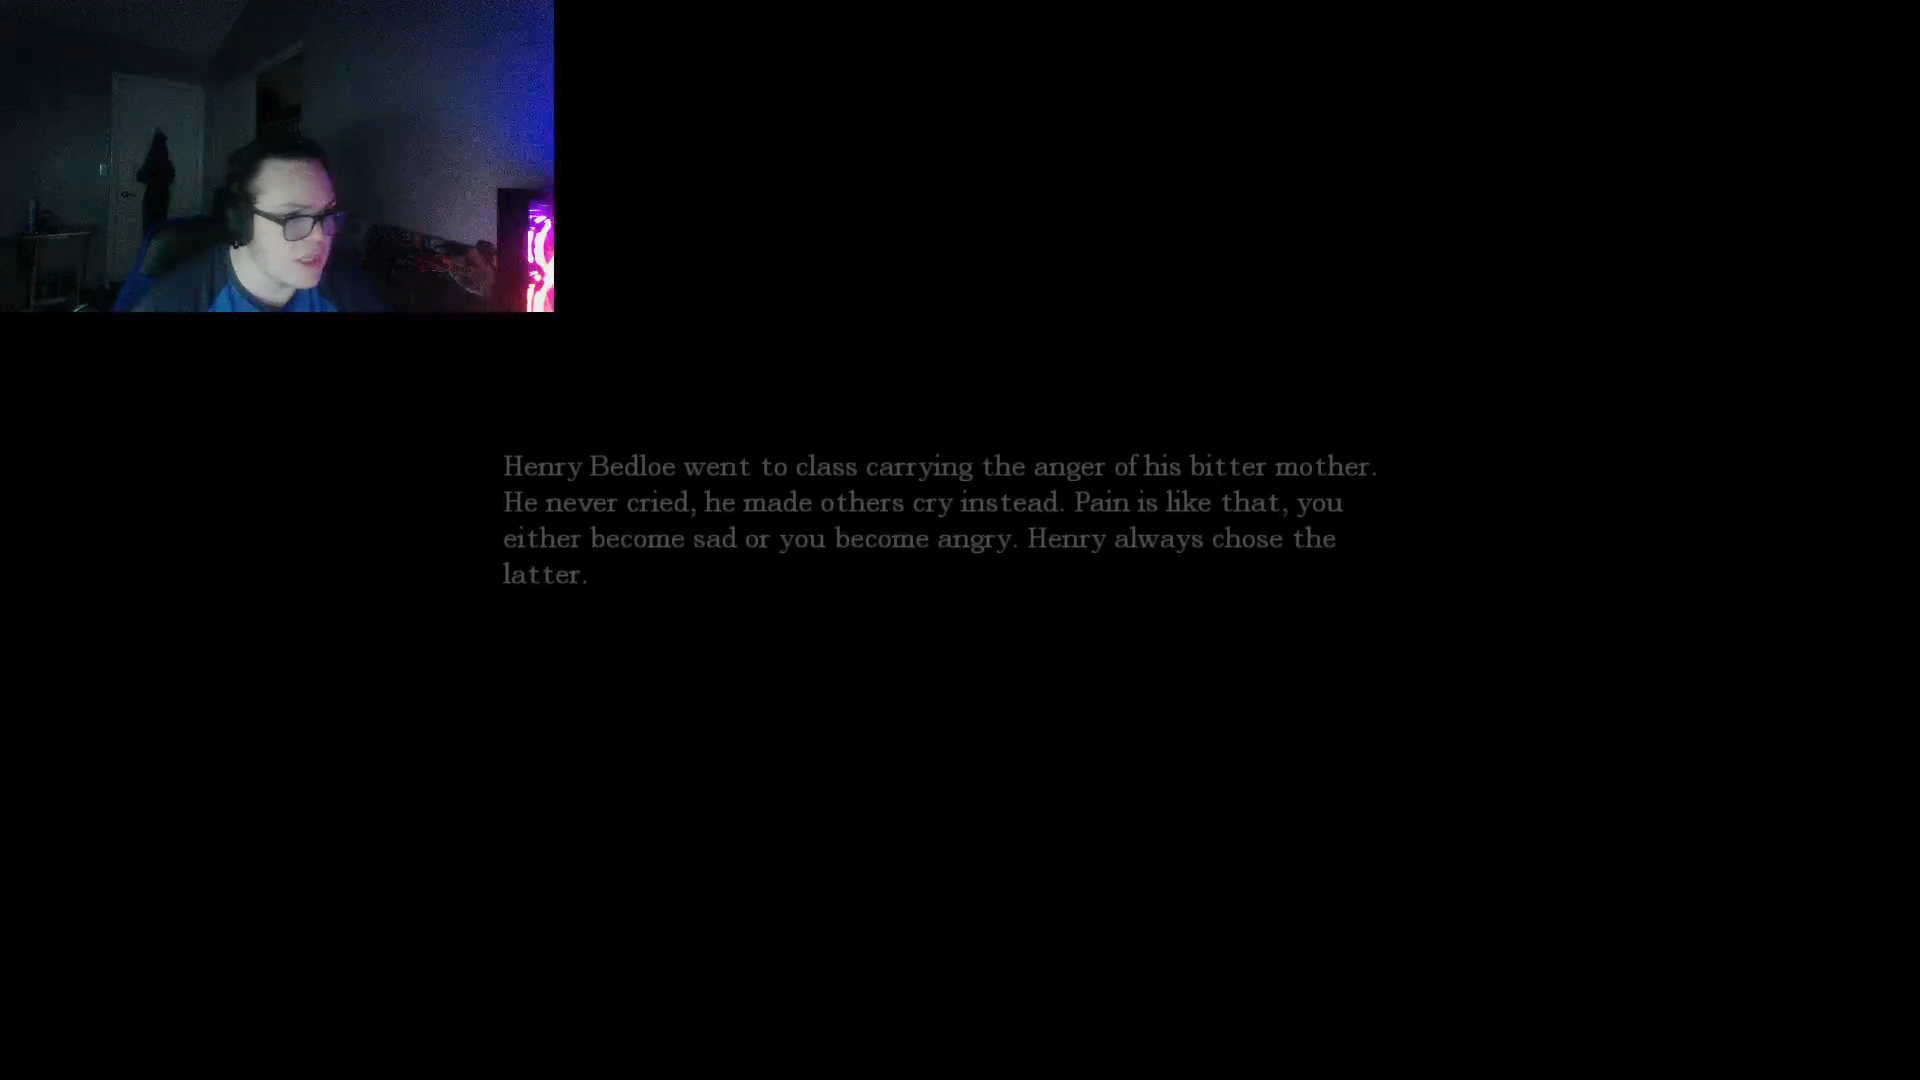 Henry Bedloe went to class carrying the anger of his bitter mother.
He never cried, he made others cry instead. Pain is like that, you
either become sad or you become angry. Henry always chose the
latter.